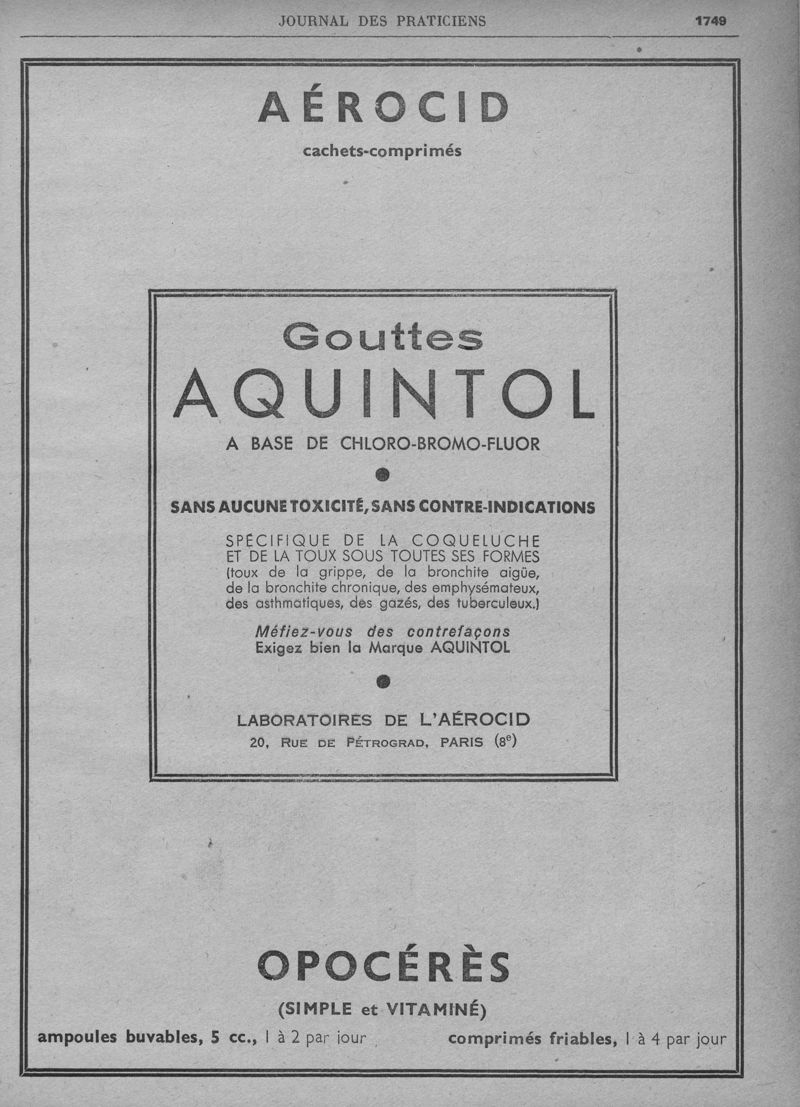 JOURNAL DES PRATICIENS 1749
AÉROCID
cachets-comprimés
Gouttes
AQUINTOL
A BASE DE CHLORO-BROMO-FLUOR
SANS AUCUNE TOXICITÉ, SANS CONTRE-INDICATIONS
SPÉCIFIQUE DE LA COQUELUCHE
ET DE LA TOUX SOUS TOUTES SES FORMES
(toux de la grippe, de la bronchite aigüe,
de la bronchite chronique, des emphysémateux,
des asthmatiques, des gazés, des tuberculeux.)
Méfiez-vous des contrefaçons
Exigez bien la Marque AQUINTOL
LABORATOIRES DE L'AÉROCID
20, RUE DE PÉTROGRAD, PARIS (8e)
OPOCÉRÈS
(SIMPLE et VITAMINÉ)
ampoules buvables, 5 cc., 1 à 2 par jour comprimés friables, 1 à 4 par jour